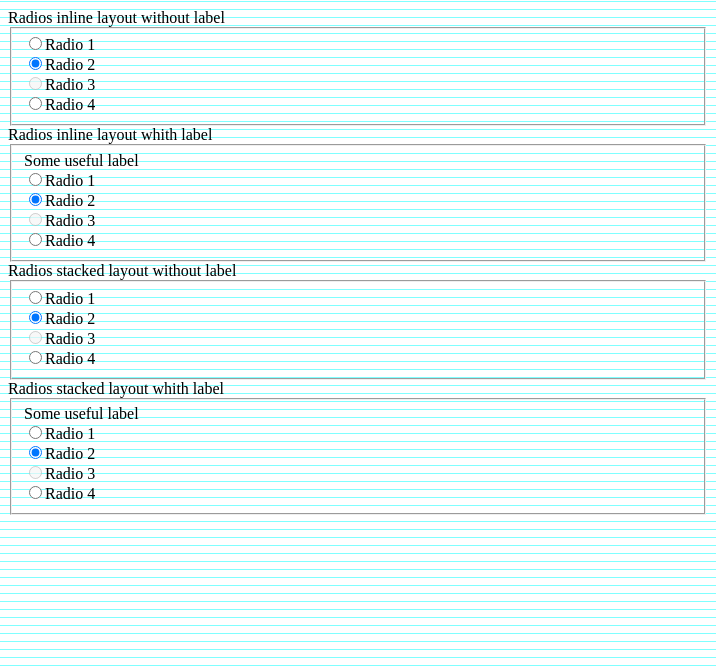 Radios inline layout without label
Radio 1
Radio 2
Radio 3
Radio 4
Radios inline layout whith label
Some useful label
Radio 1
Radio 2
Radio 3
Radio 4
Radios stacked layout without label
Radio 1
Radio 2
Radio 3
Radio 4
Radios stacked layout whith label
Some useful label
Radio 1
Radio 2
Radio 3
Radio 4